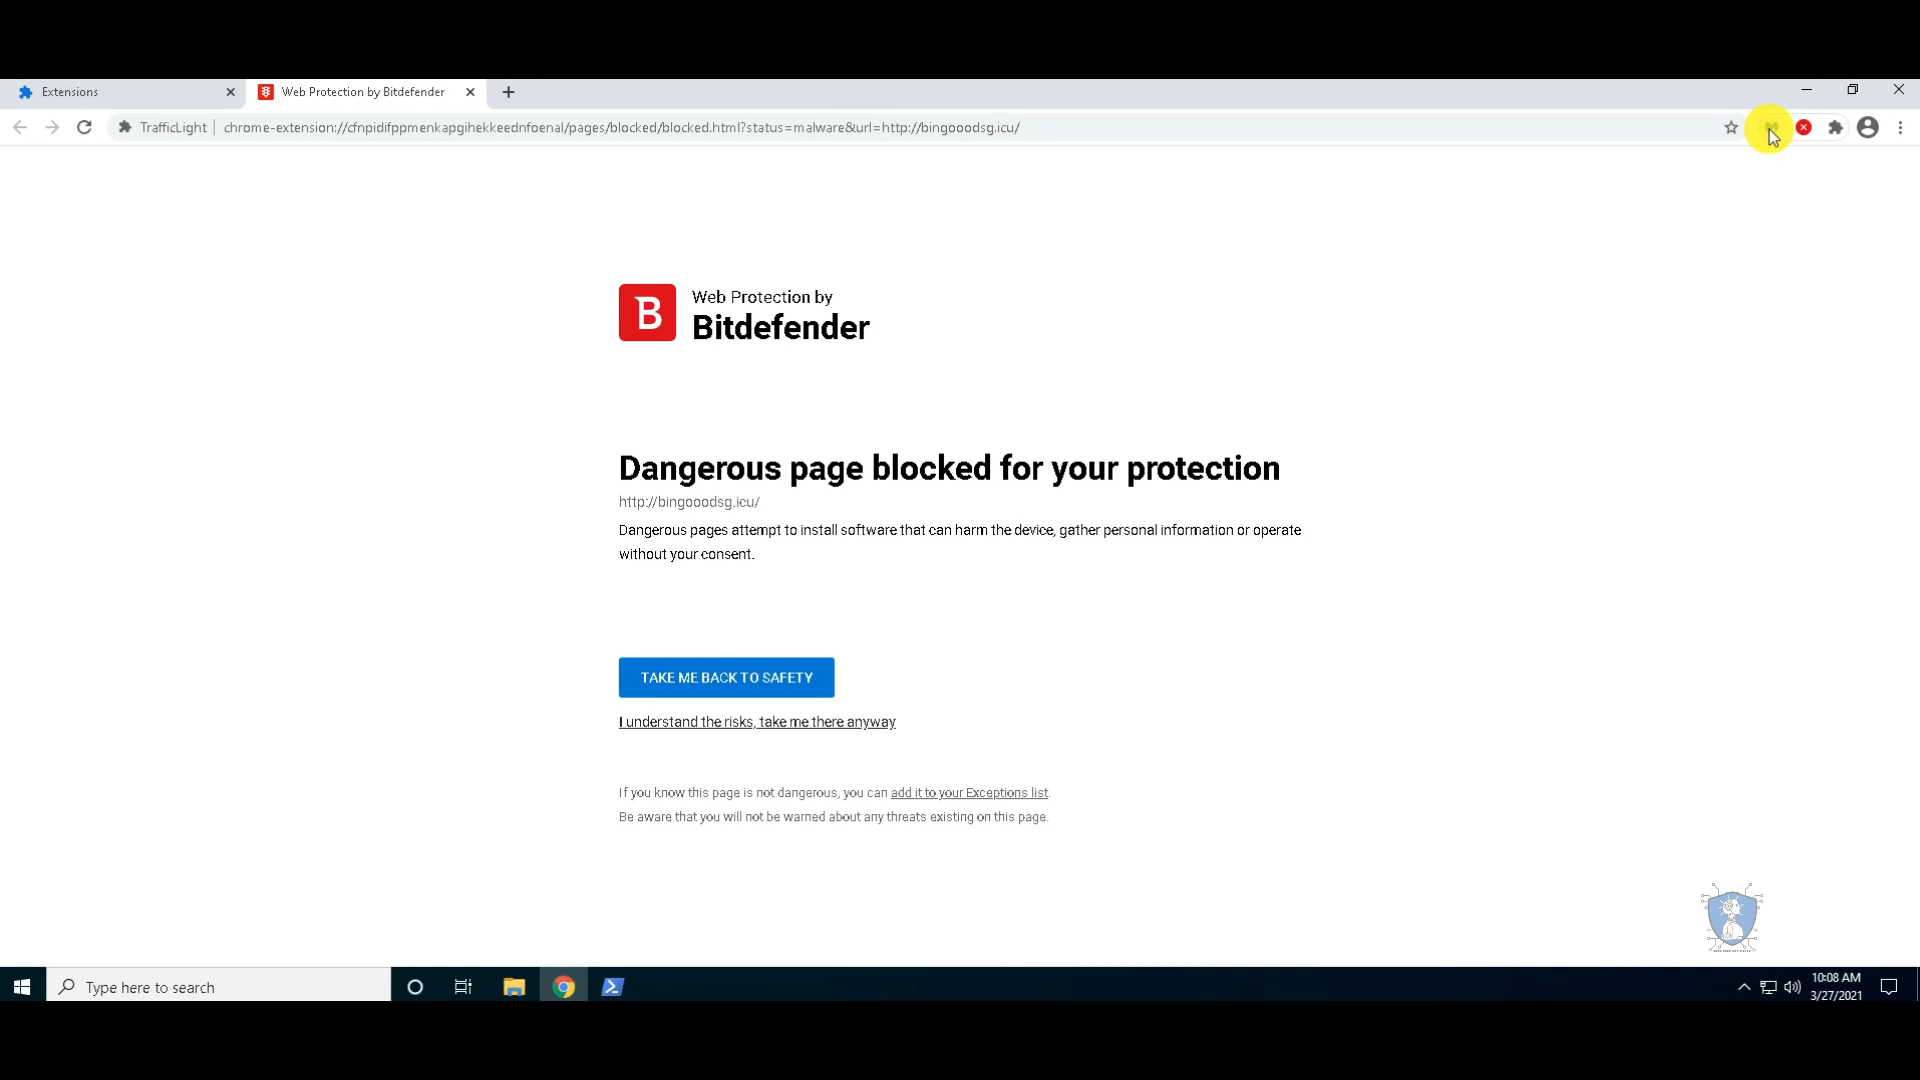 Extensions
Web Protection by Bitdefender
TrafficLight
chrome-extension://cfnpidifppmenkapgihekkeednfoenal/pages/blocked/blocked.html?status=malware&url=http://bingooodsg.icu/
B
Web Protection by
Bitdefender
Dangerous page blocked for your protection
http://bingooodsg.icu/
Dangerous pages attempt to install software that can harm the device, gather personal information or operate
without your consent.
TAKE ME BACK TO SAFETY
I understand the risks, take me there anyway
If you know this page is not dangerous, you can add it to your Exceptions list.
Be aware that you will not be warned about any threats existing on this page.
Type here to search
10:08 AM
3/27/2021